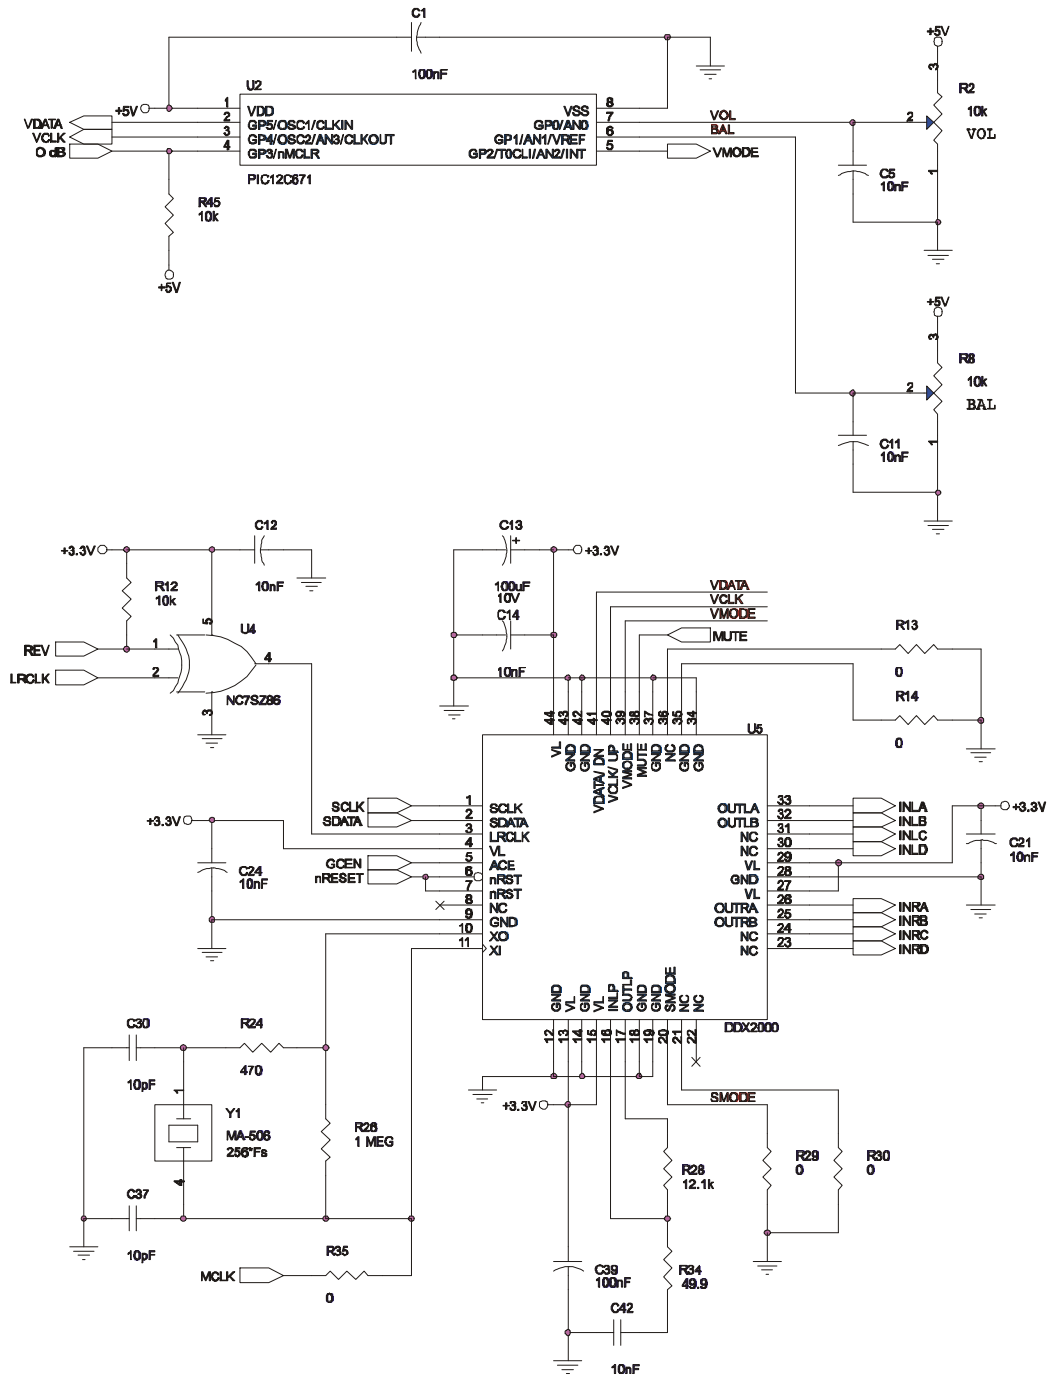 C1
100nF
U2
+5V
1 VDD
2 GP5/OSC1/CLKIN
3 GP4/OSC2/AN3/CLKOUT
4 GP3/nMCLR
VSS 8
GP0/AN0 7
GP1/AN1/VREF 6
GP2/T0CLI/AN2/INT 5
PIC12C671
VDATA
VCLK
O dB
VOL
BAL
VMODE
R45
10k
+5V
+5V
3
R2
10k
VOL
2
1
C5
10nF
+5V
3
R8
10k
BAL
2
1
C11
10nF
+3.3V
C12
10nF
R12
10k
5
U4
REV
1
LRCLK
2
4
3
NC7SZ86
C13
+
+3.3V
100uF
10V
C14
10nF
VDATA
VCLK
VMODE
MUTE
R13
0
R14
0
U5
44 43 42 41 40 39 38 37 36 35 34
VL GND GND VDATA/ DN VCLK/ UP VMODE MUTE GND NC GND GND
SCLK
SDATA
+3.3V
GCEN
nRESET
C24
10nF
1 SCLK
2 SDATA
3 LRCLK
4 VL
5 ACE
6 nRST
7 nRST
8 NC
9 GND
10 XO
11 XI
OUTLA 33
OUTLB 32
NC 31
NC 30
VL 29
GND 28
VL 27
OUTRA 26
OUTRB 25
NC 24
NC 23
INLA
INLB
INLC
INLD
INRA
INRB
INRC
INRD
+3.3V
C21
10nF
GND VL GND VL INLP OUTLP GND GND SMODE NC NC
12 13 14 15 16 17 18 19 20 21 22
DDX2000
C30
10pF
R24
470
1
Y1
MA-506
256*Fs
4
R26
1 MEG
C37
10pF
MCLK
R35
0
+3.3V
SMODE
R28
12.1k
R29
0
R30
0
C39
100nF
R34
49.9
C42
10nF